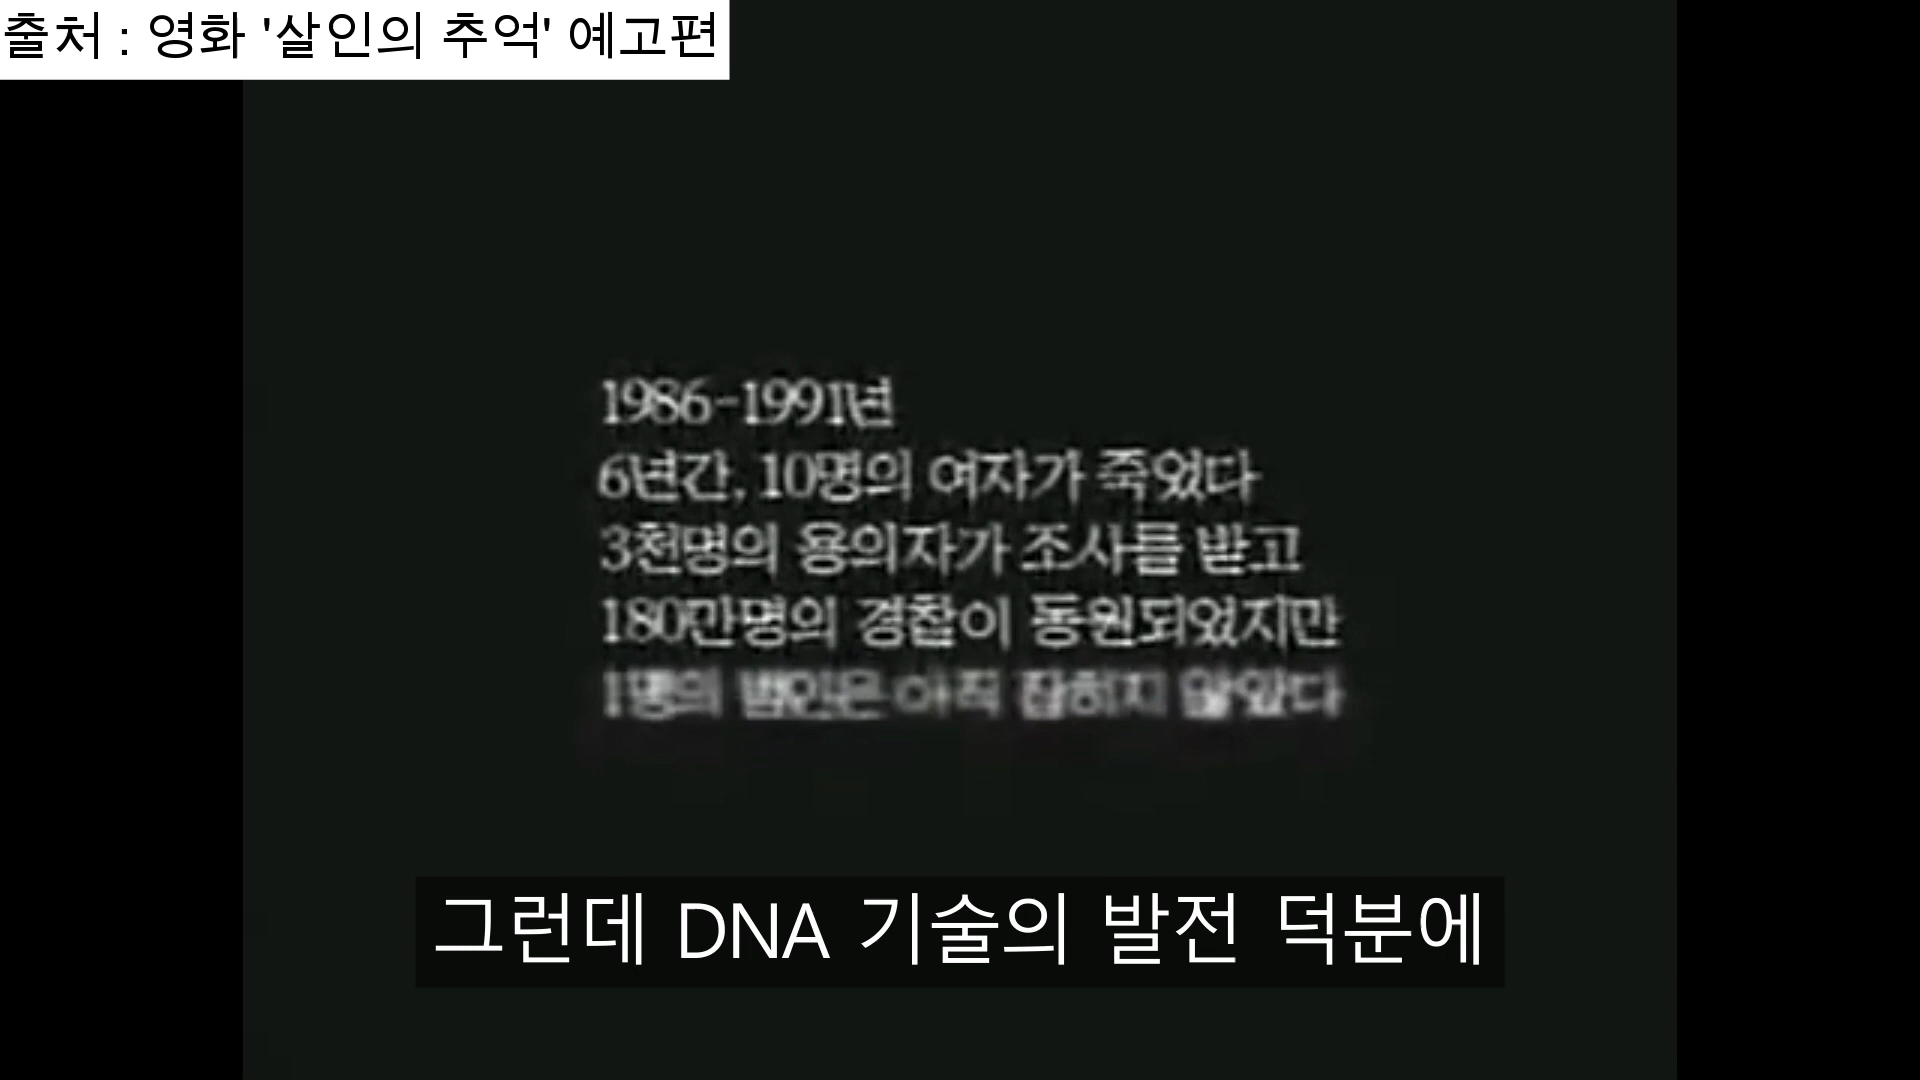 출처 : 영화 '살인의 추억' 예고편
1986-1991년
6년간, 10명의 여자가 죽었다
3천명의 용의자가 조사를 받고
180만명의 경찰이 동원되었지만
1명의 범인은 아직 잡히지 않았다
그런데 DNA 기술의 발전 덕분에